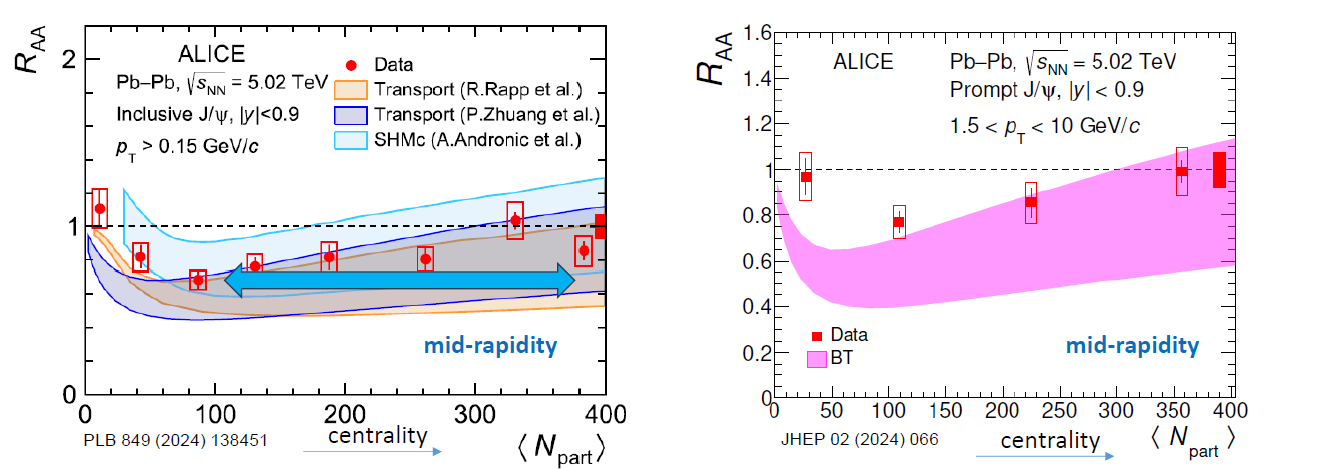 R_AA
2
1
0
ALICE
Pb–Pb, √s_NN = 5.02 TeV
Inclusive J/ψ, |y|<0.9
p_T > 0.15 GeV/c
Data
Transport (R.Rapp et al.)
Transport (P.Zhuang et al.)
SHMc (A.Andronic et al.)
mid-rapidity
0 100 200 300 400
PLB 849 (2024) 138451
centrality
⟨ N_part ⟩
R_AA
1.6
1.4
1.2
1
0.8
0.6
0.4
0.2
0
ALICE
Pb–Pb, √s_NN = 5.02 TeV
Prompt J/ψ, |y| < 0.9
1.5 < p_T < 10 GeV/c
Data
BT
mid-rapidity
0 50 100 150 200 250 300 350 400
JHEP 02 (2024) 066
centrality
⟨ N_part ⟩